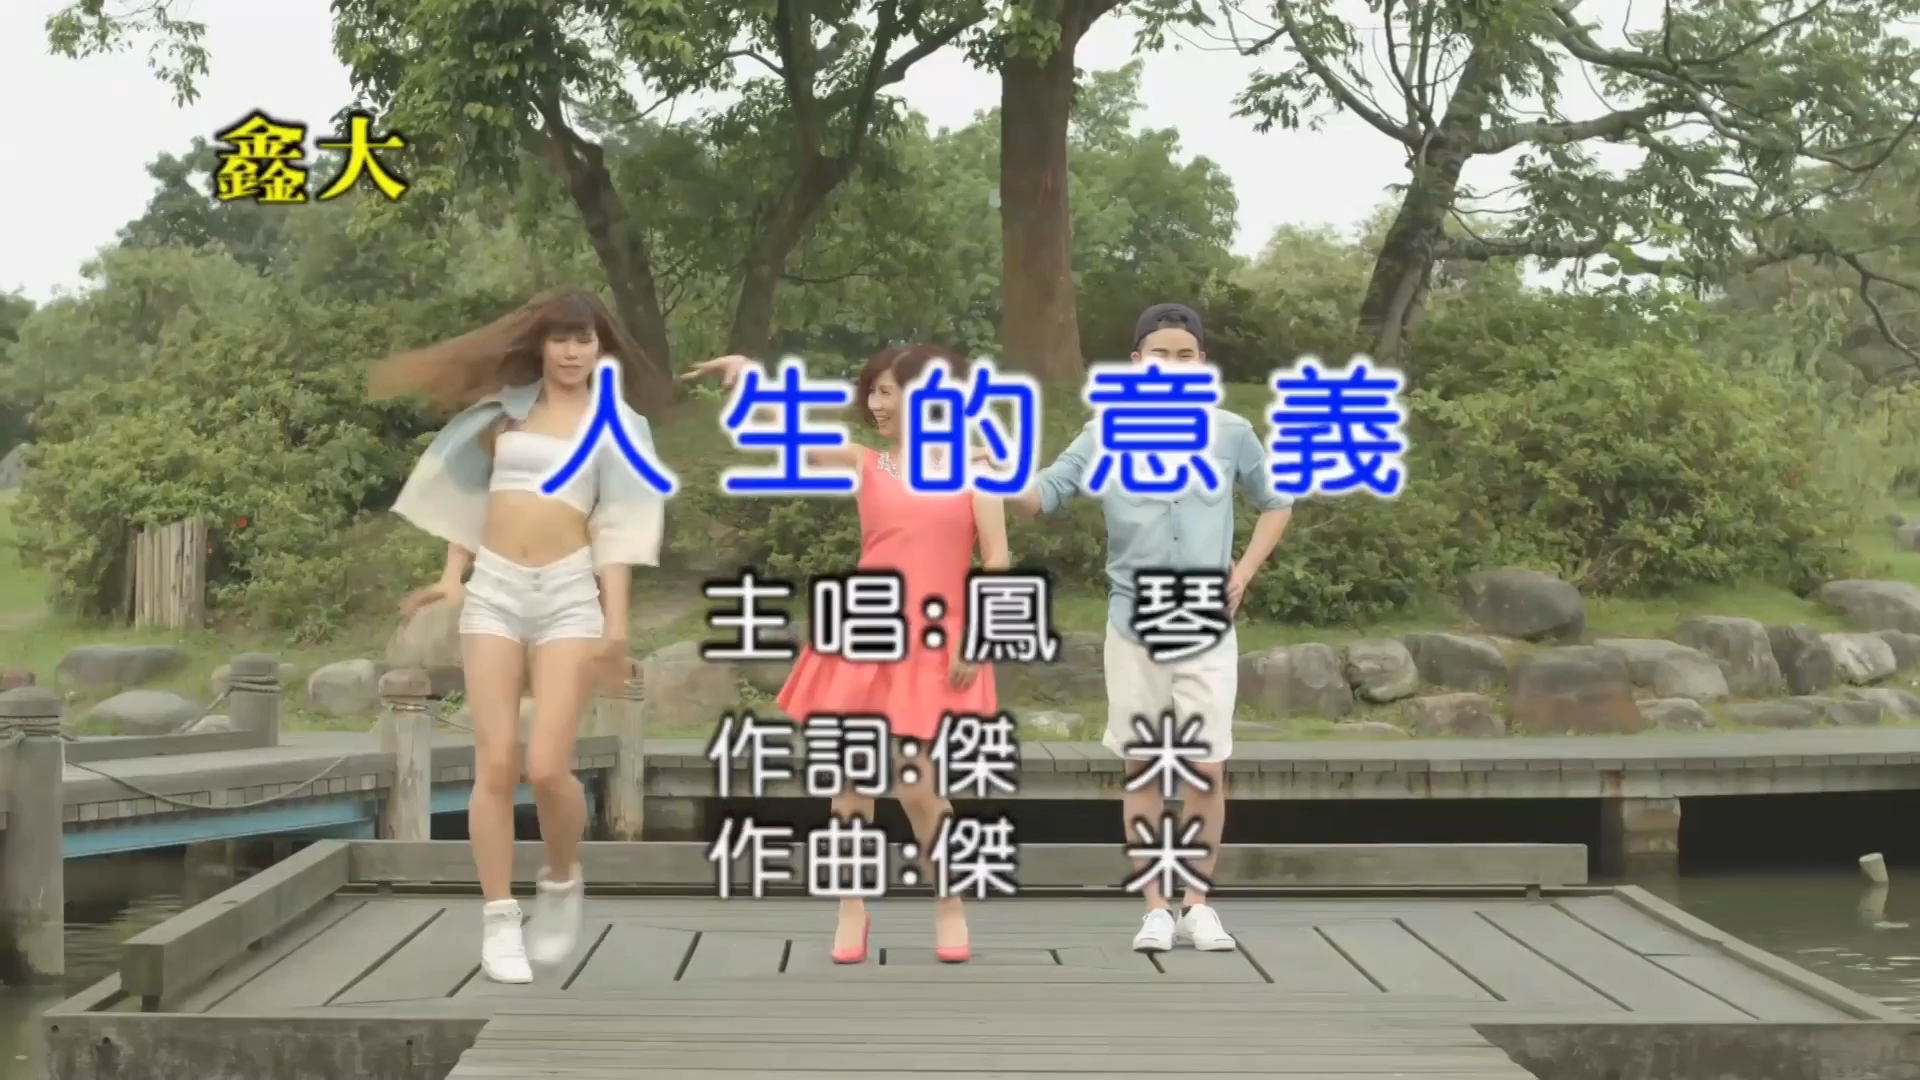 鑫大
人生的意義
主唱:鳳 琴
作詞:傑 米
作曲:傑 米